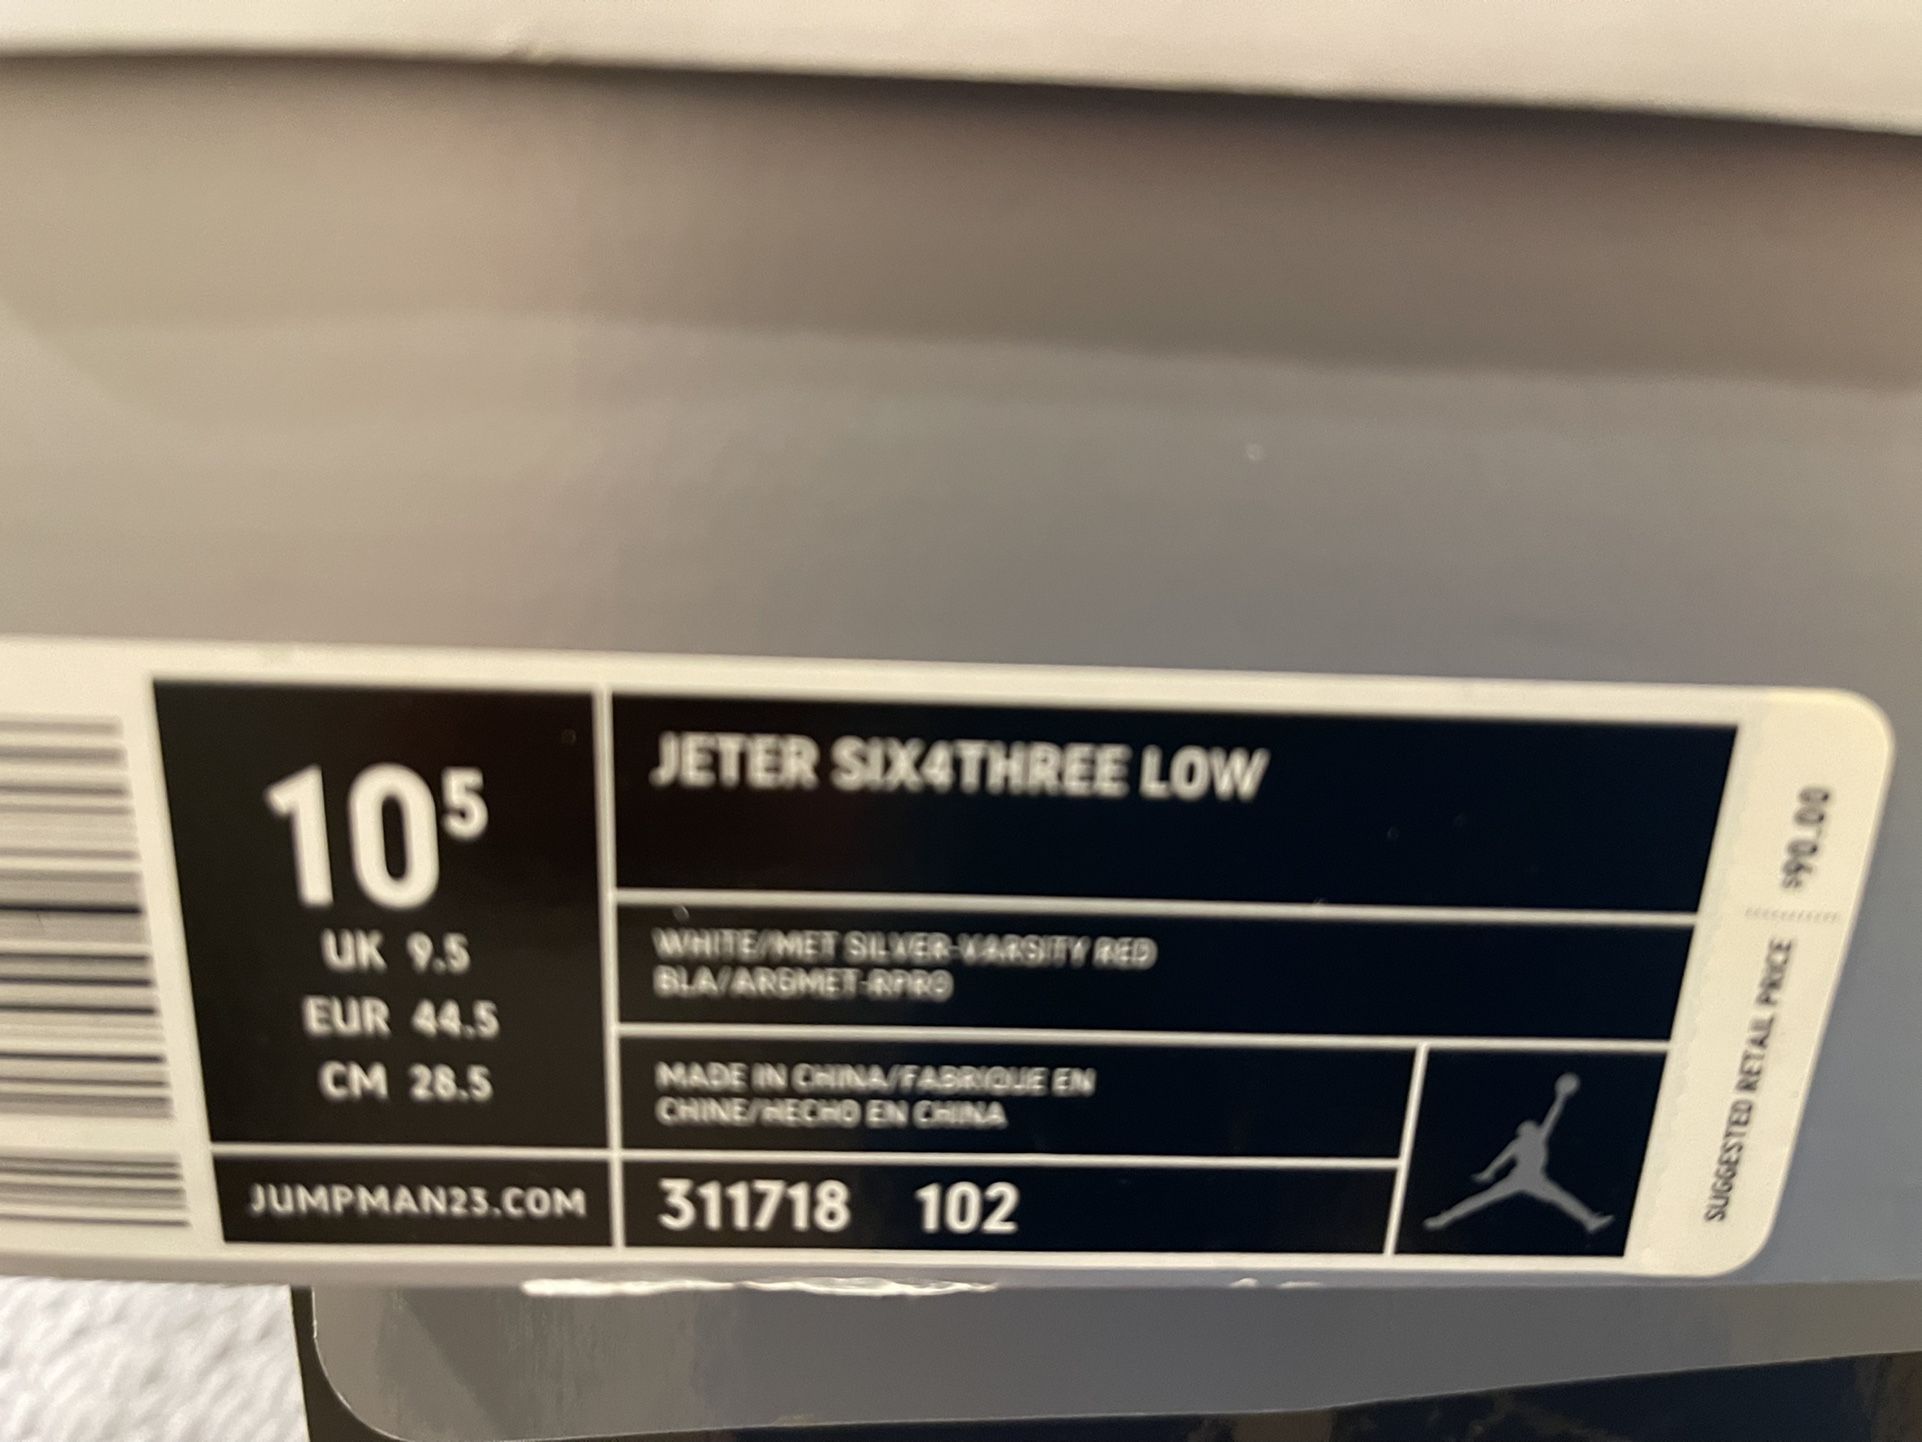 10 5
UK 9.5
EUR 44.5
CM 28.5
JUMPMAN23.COM
JETER SIX4THREE LOW
WHITE/MET SILVER-VARSITY RED
BLA/ARGMET-RPRO
MADE IN CHINA/FABRIQUE EN
CHINE/HECHO EN CHINA
311718 102
SUGGESTED RETAIL PRICE $90.00